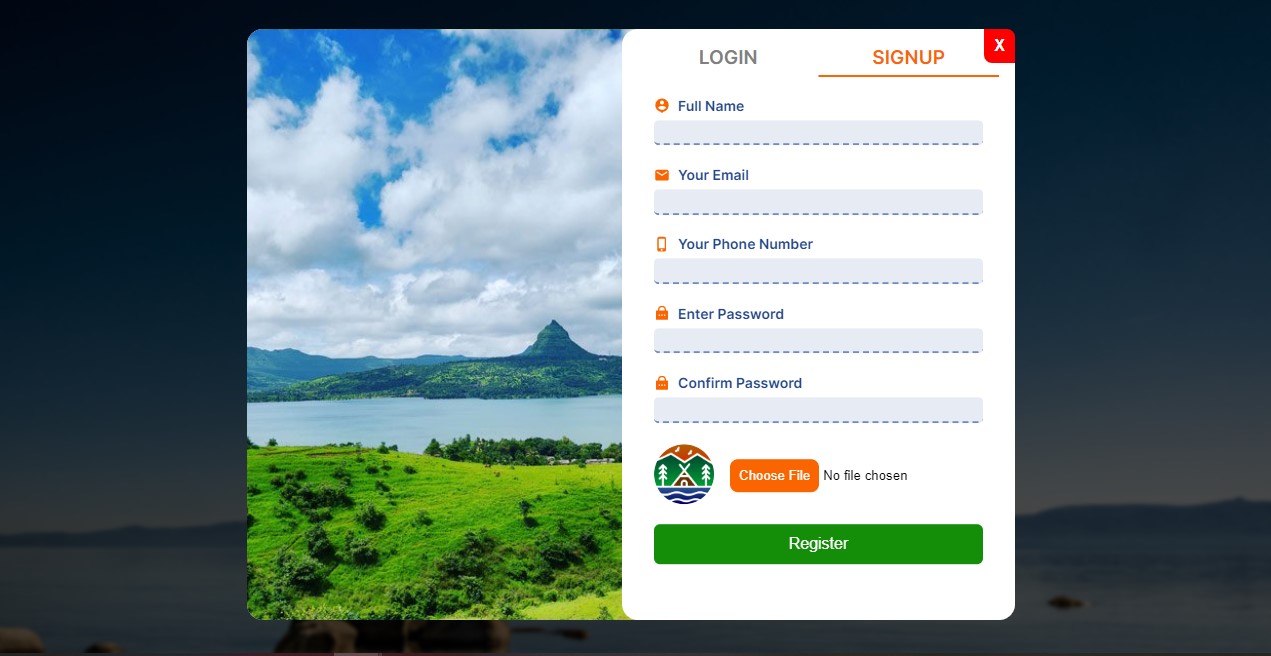 LOGIN SIGNUP X
Full Name
Your Email
Your Phone Number
Enter Password
Confirm Password
Choose File No file chosen
Register